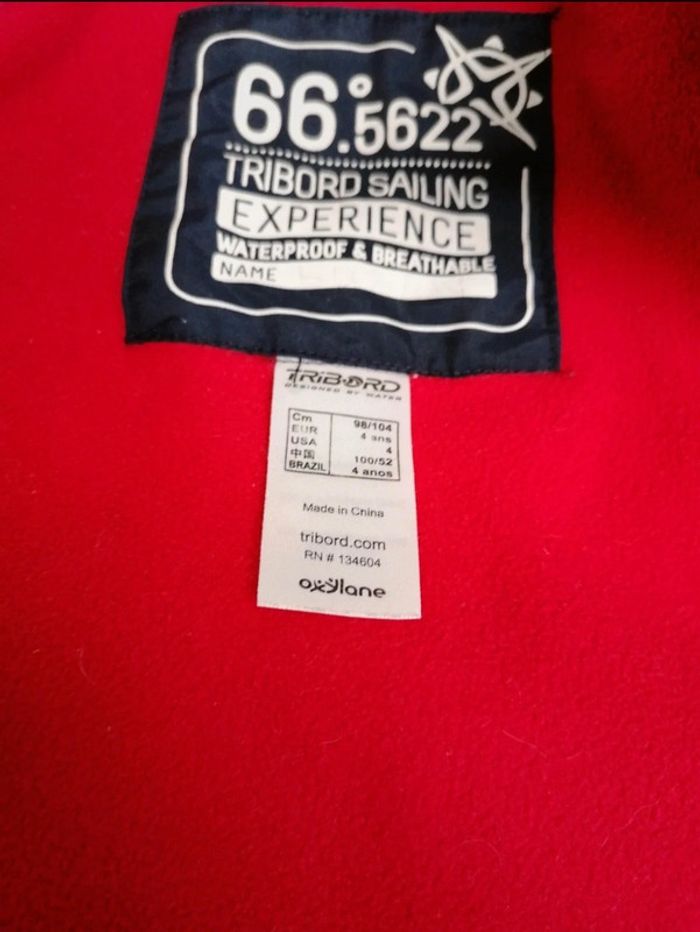 66.°5622
TRIBORD SAILING
EXPERIENCE
WATERPROOF & BREATHABLE
NAME
TRIBORD
DESIGNED BY WATER
Cm 98/104
EUR 4 ans
USA 4
中国 100/52
BRAZIL 4 anos
Made in China
tribord.com
RN # 134604
oxylane